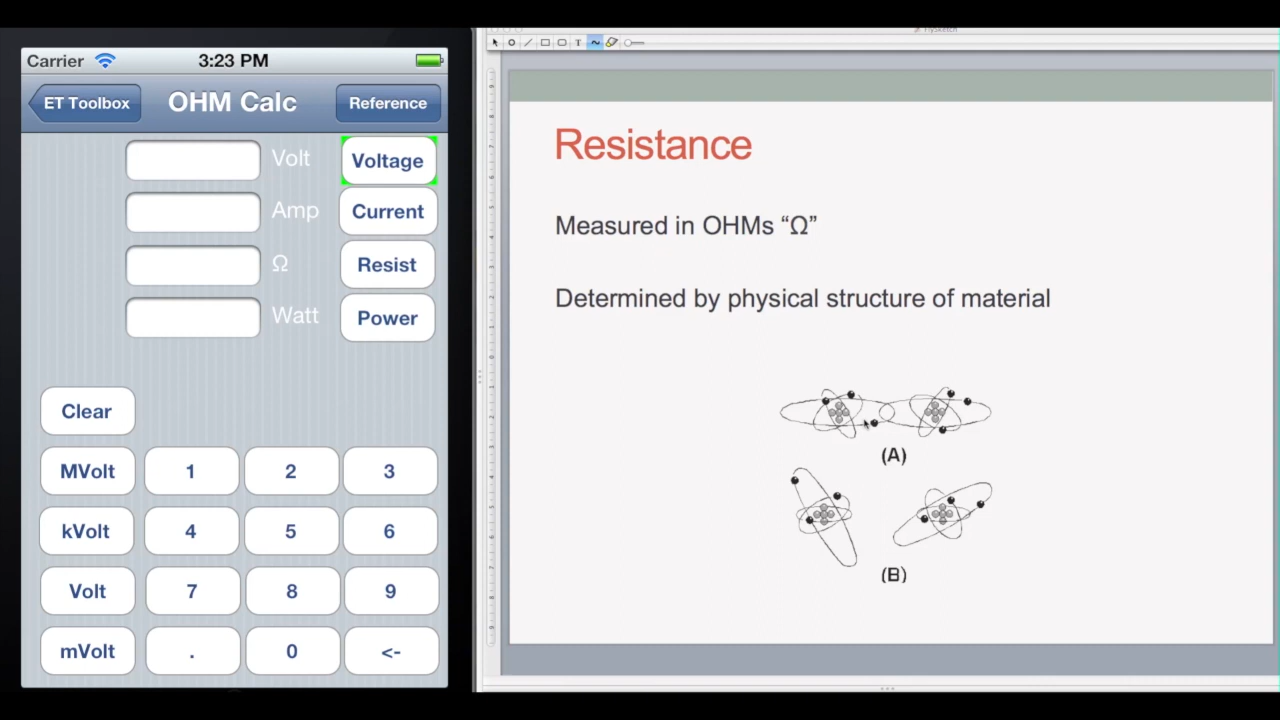 Carrier 3:23 PM
ET Toolbox OHM Calc Reference
Volt Voltage
Amp Current
Ω Resist
Watt Power
Clear
MVolt 1 2 3
kVolt 4 5 6
Volt 7 8 9
mVolt . 0 <-
FlySketch
T
Resistance
Measured in OHMs “Ω”
Determined by physical structure of material
(A)
(B)